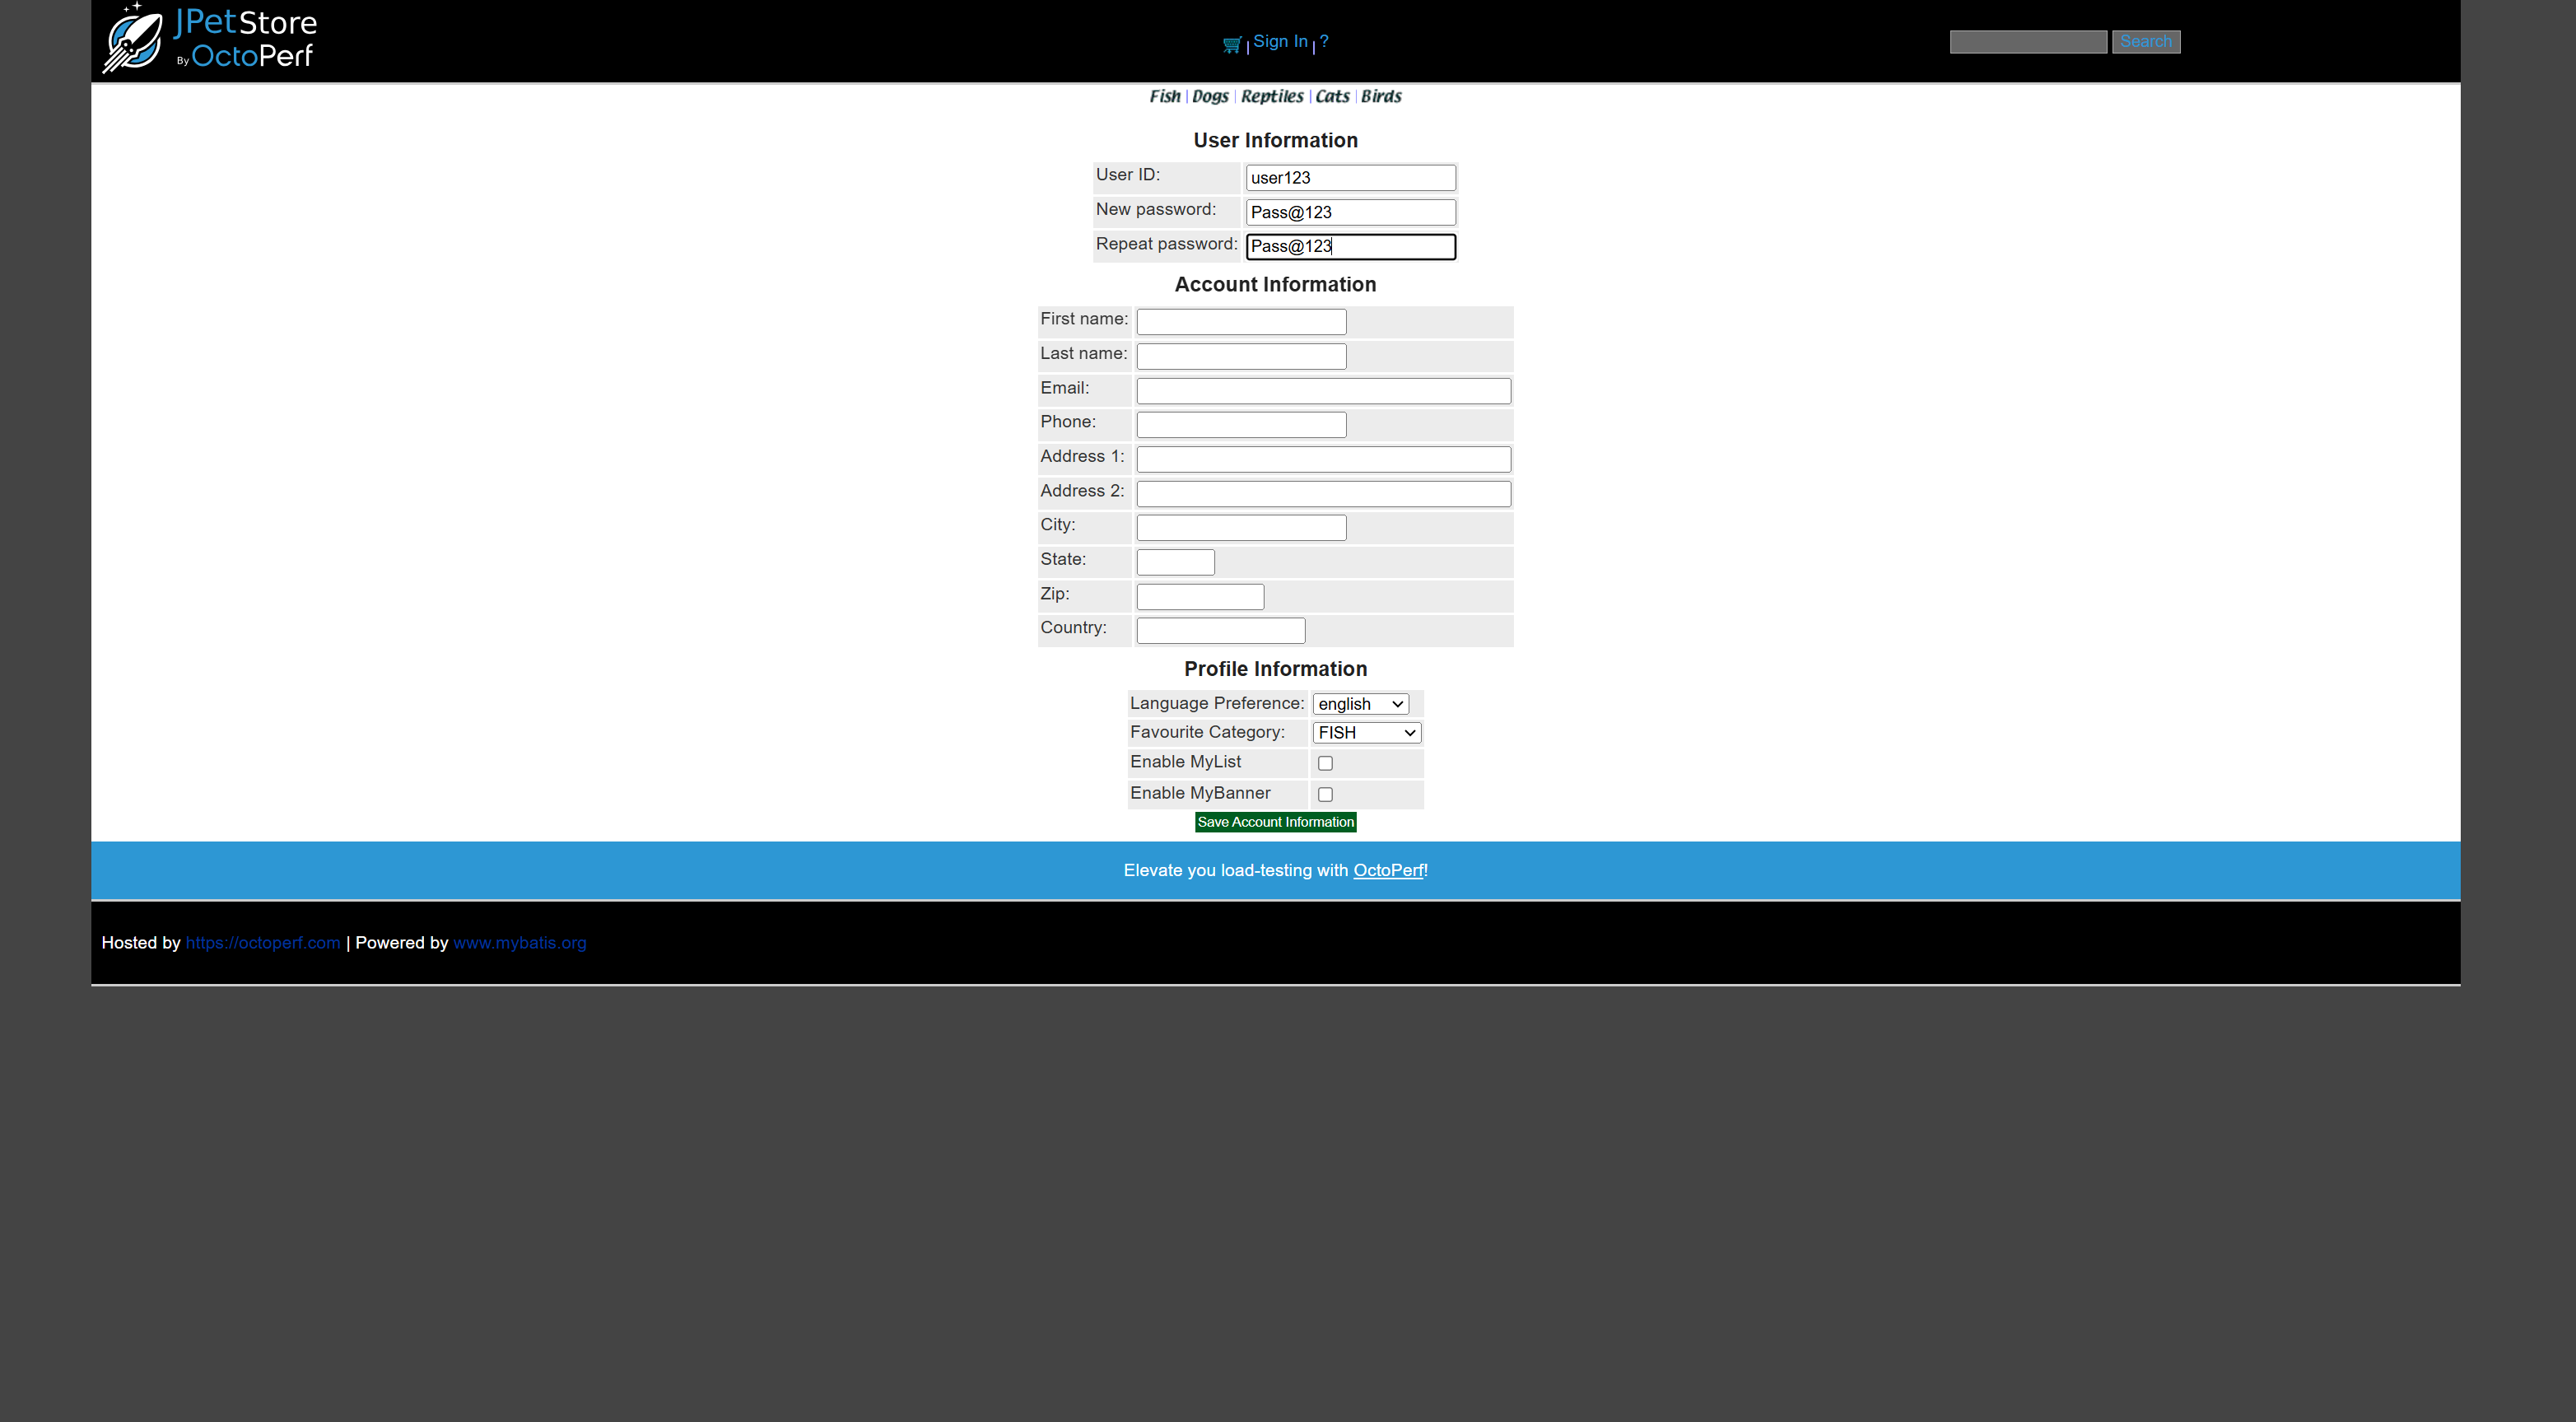 JPetStore
By OctoPerf
| Sign In | ?
Search
Fish | Dogs | Reptiles | Cats | Birds
User Information
User ID: user123
New password: Pass@123
Repeat password: Pass@123
Account Information
First name:
Last name:
Email:
Phone:
Address 1:
Address 2:
City:
State:
Zip:
Country:
Profile Information
Language Preference: english
Favourite Category: FISH
Enable MyList
Enable MyBanner
Save Account Information
Elevate you load-testing with OctoPerf!
Hosted by https://octoperf.com | Powered by www.mybatis.org